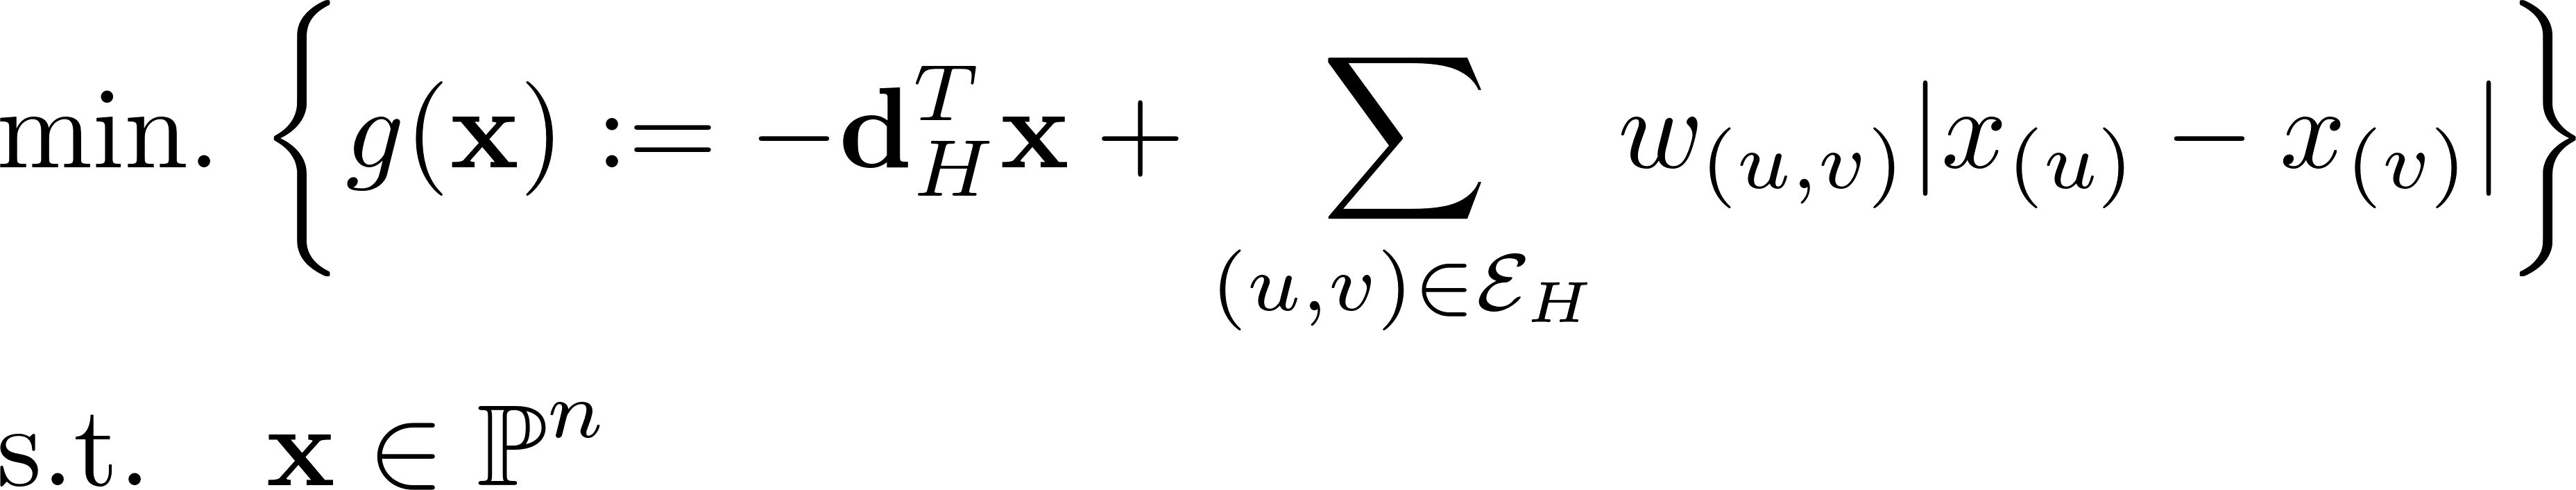 min. { g(𝐱) := −𝐝_H^T 𝐱 + ∑_{(u,v)∈ℰ_H} w_{(u,v)} |x_{(u)} − x_{(v)}| }
s.t. 𝐱 ∈ ℙ^n